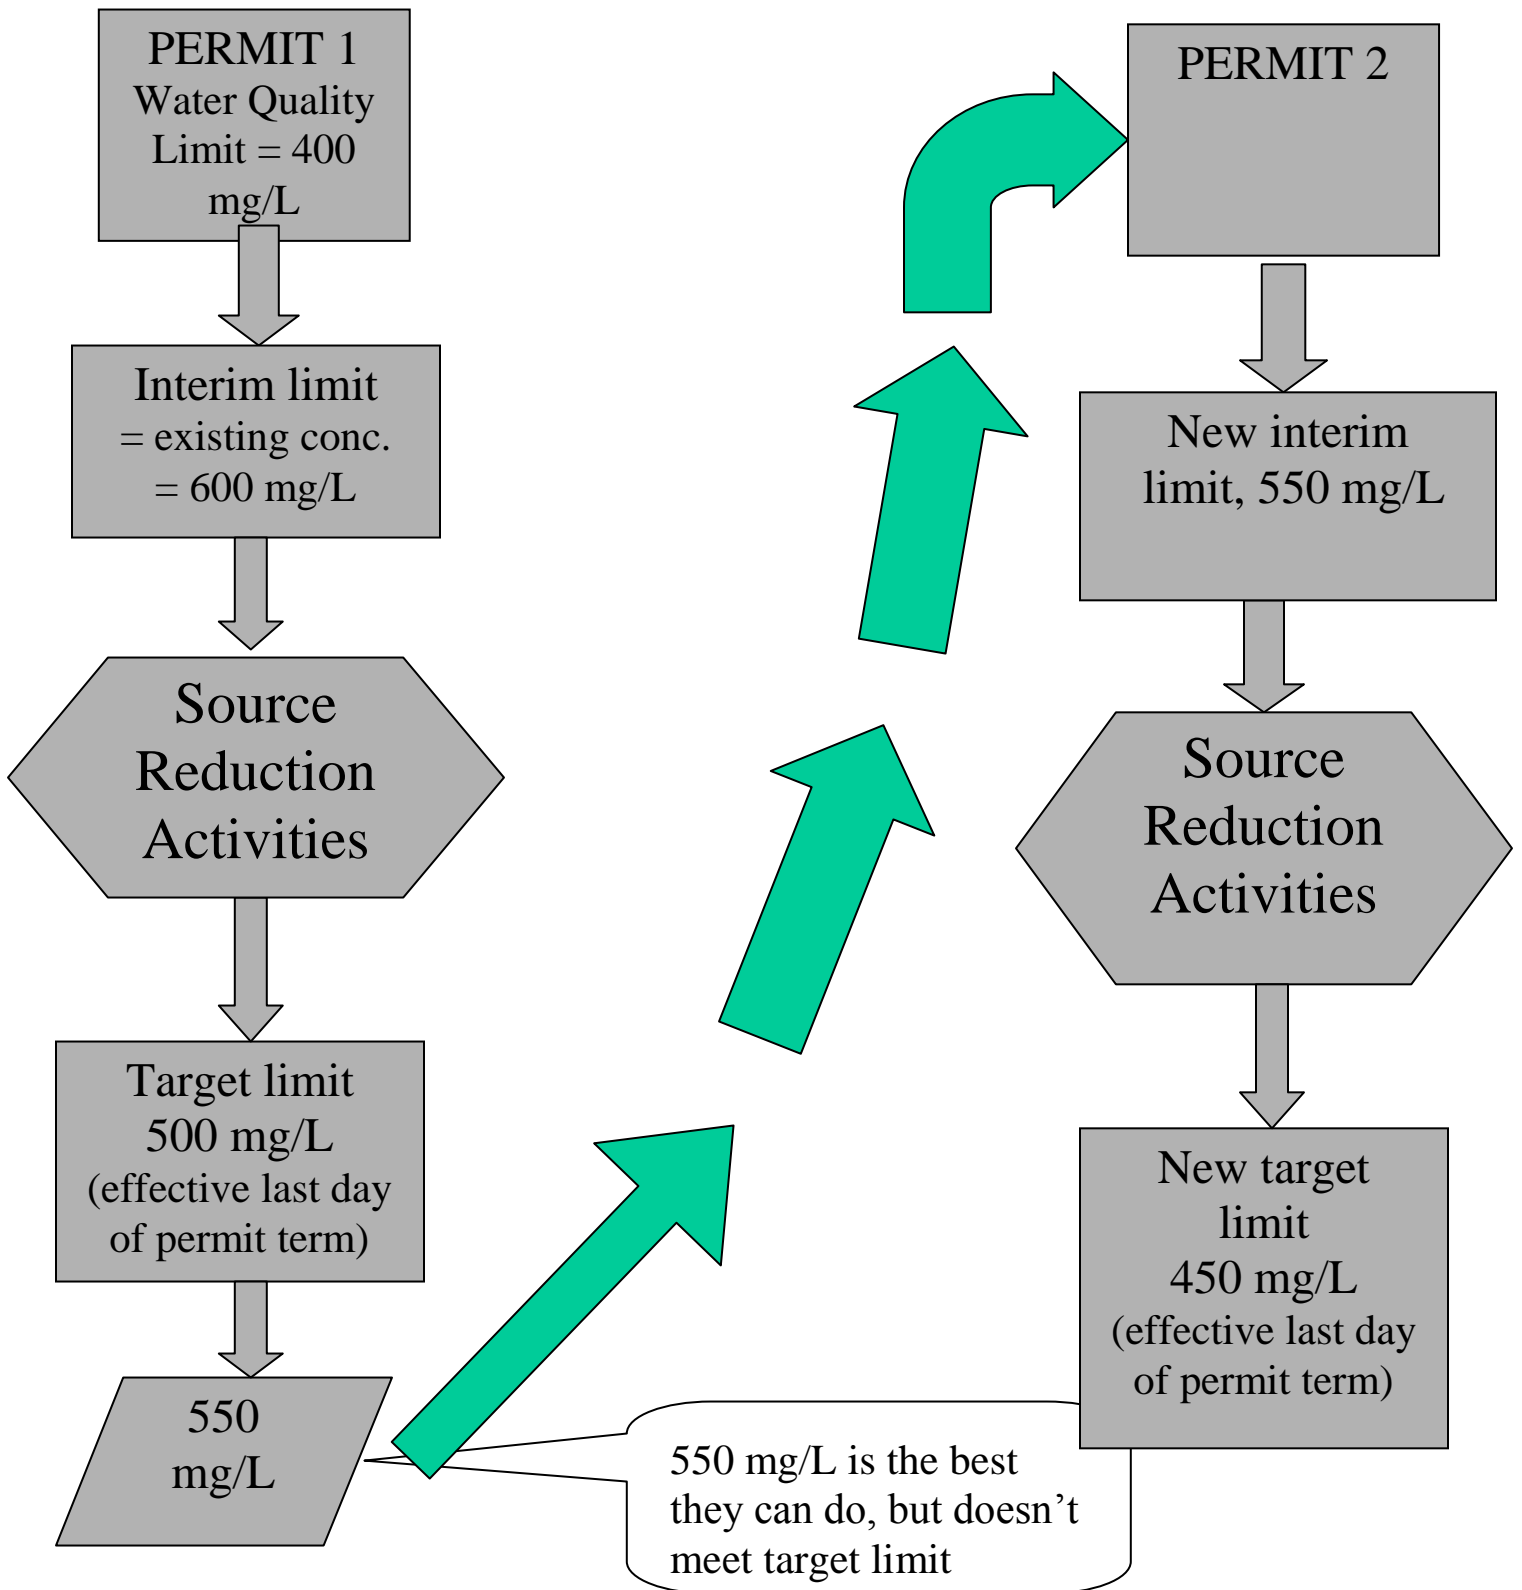 PERMIT 1
Water Quality
Limit = 400
mg/L
Interim limit
= existing conc.
= 600 mg/L
Source
Reduction
Activities
Target limit
500 mg/L
(effective last day
of permit term)
550
mg/L
550 mg/L is the best
they can do, but doesn’t
meet target limit
PERMIT 2
New interim
limit, 550 mg/L
Source
Reduction
Activities
New target
limit
450 mg/L
(effective last day
of permit term)